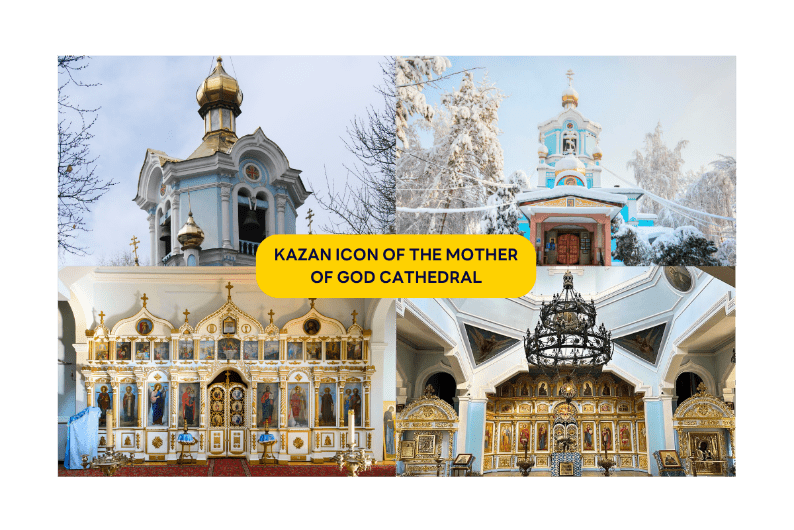 KAZAN ICON OF THE MOTHER
OF GOD CATHEDRAL